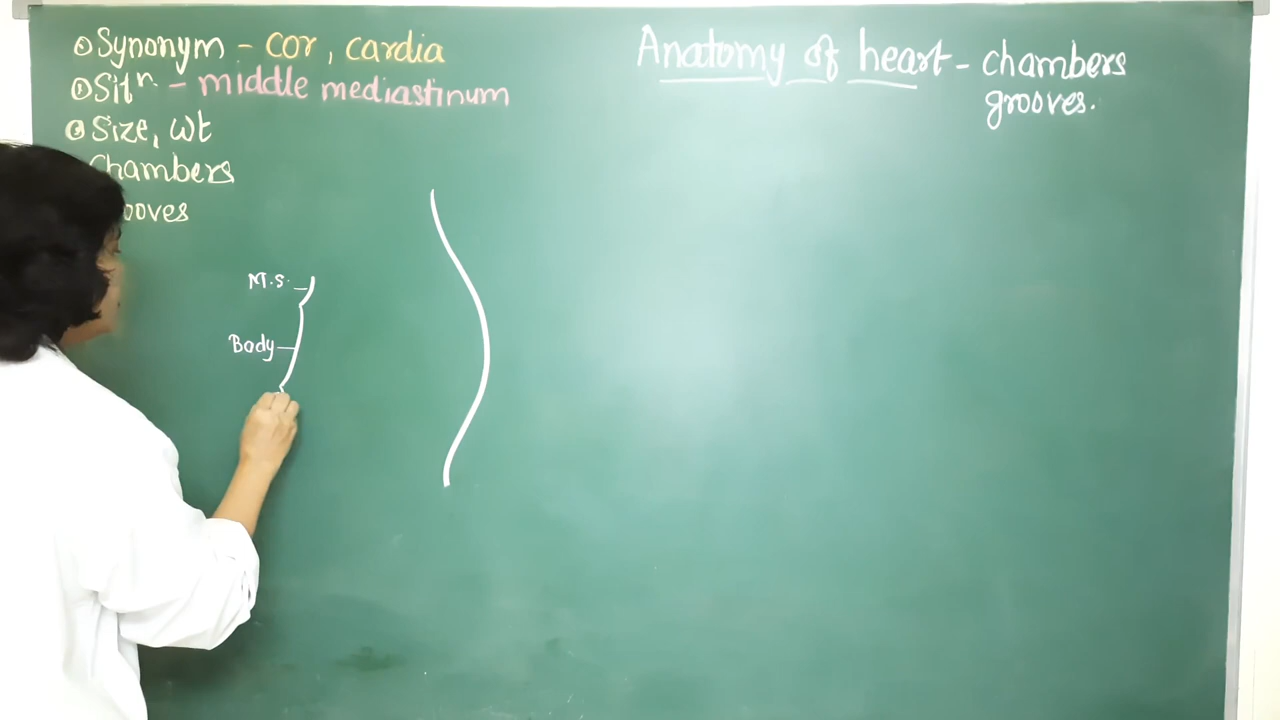 Synonym - cor, cardia
Sitⁿ - middle mediastinum
Size, wt
Chambers
ooves
Anatomy of heart - chambers
grooves.
M.S.
Body